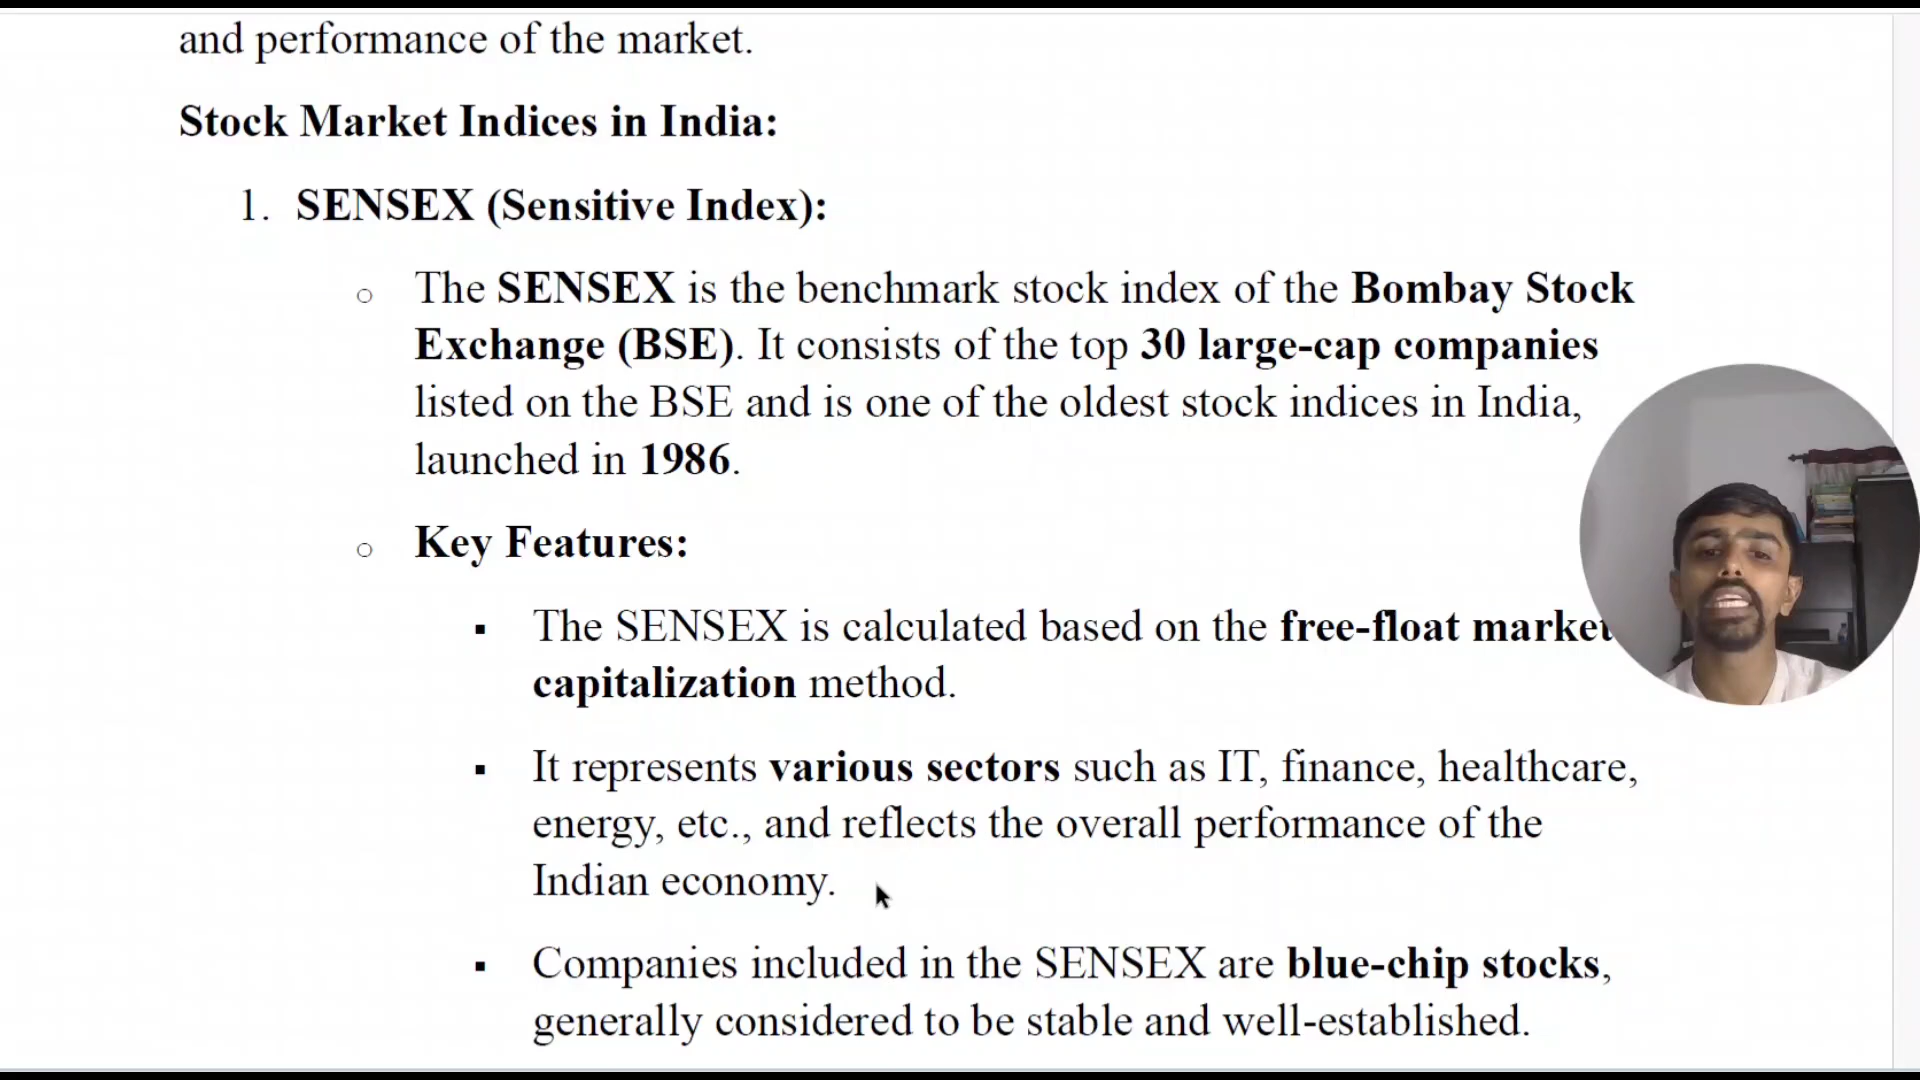 and performance of the market.
Stock Market Indices in India:
1. SENSEX (Sensitive Index):
The SENSEX is the benchmark stock index of the Bombay Stock
Exchange (BSE). It consists of the top 30 large-cap companies
listed on the BSE and is one of the oldest stock indices in India,
launched in 1986.
Key Features:
The SENSEX is calculated based on the free-float market
capitalization method.
It represents various sectors such as IT, finance, healthcare,
energy, etc., and reflects the overall performance of the
Indian economy.
Companies included in the SENSEX are blue-chip stocks,
generally considered to be stable and well-established.